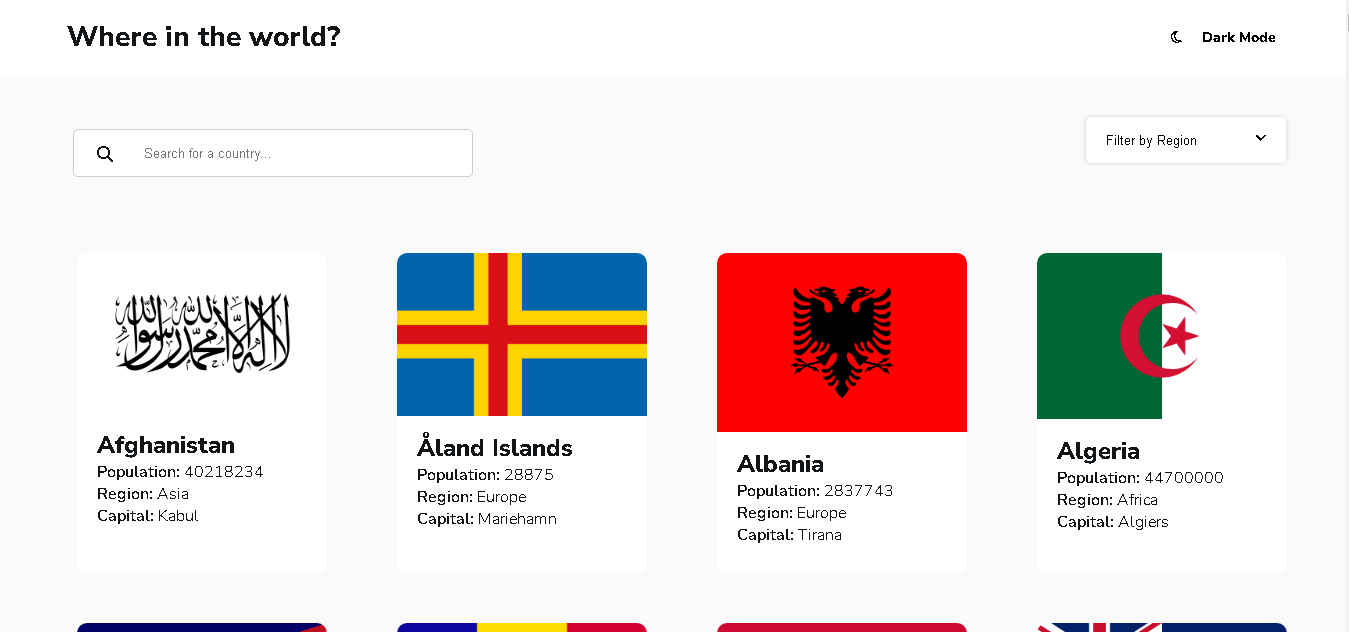 Where in the world?
Dark Mode
Search for a country...
Filter by Region
لا إله إلا الله محمد رسول الله
Afghanistan
Population: 40218234
Region: Asia
Capital: Kabul
Åland Islands
Population: 28875
Region: Europe
Capital: Mariehamn
Albania
Population: 2837743
Region: Europe
Capital: Tirana
Algeria
Population: 44700000
Region: Africa
Capital: Algiers